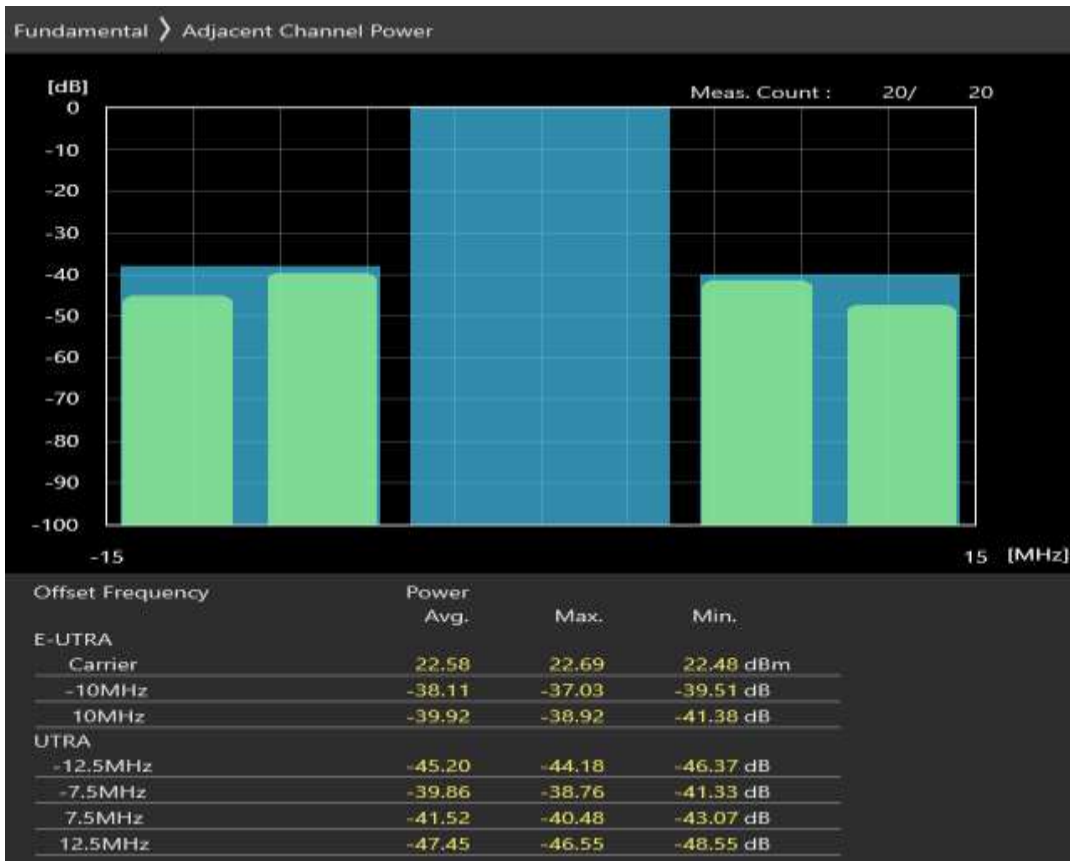 Fundamental ❯ Adjacent Channel Power
[dB]
Meas. Count : 20/ 20
0
-10
-20
-30
-40
-50
-60
-70
-80
-90
-100
-15 15 [MHz]
Offset Frequency Power
Avg. Max. Min.
E-UTRA
Carrier 22.58 22.69 22.48 dBm
-10MHz -38.11 -37.03 -39.51 dB
10MHz -39.92 -38.92 -41.38 dB
UTRA
-12.5MHz -45.20 -44.18 -46.37 dB
-7.5MHz -39.86 -38.76 -41.33 dB
7.5MHz -41.52 -40.48 -43.07 dB
12.5MHz -47.45 -46.55 -48.55 dB